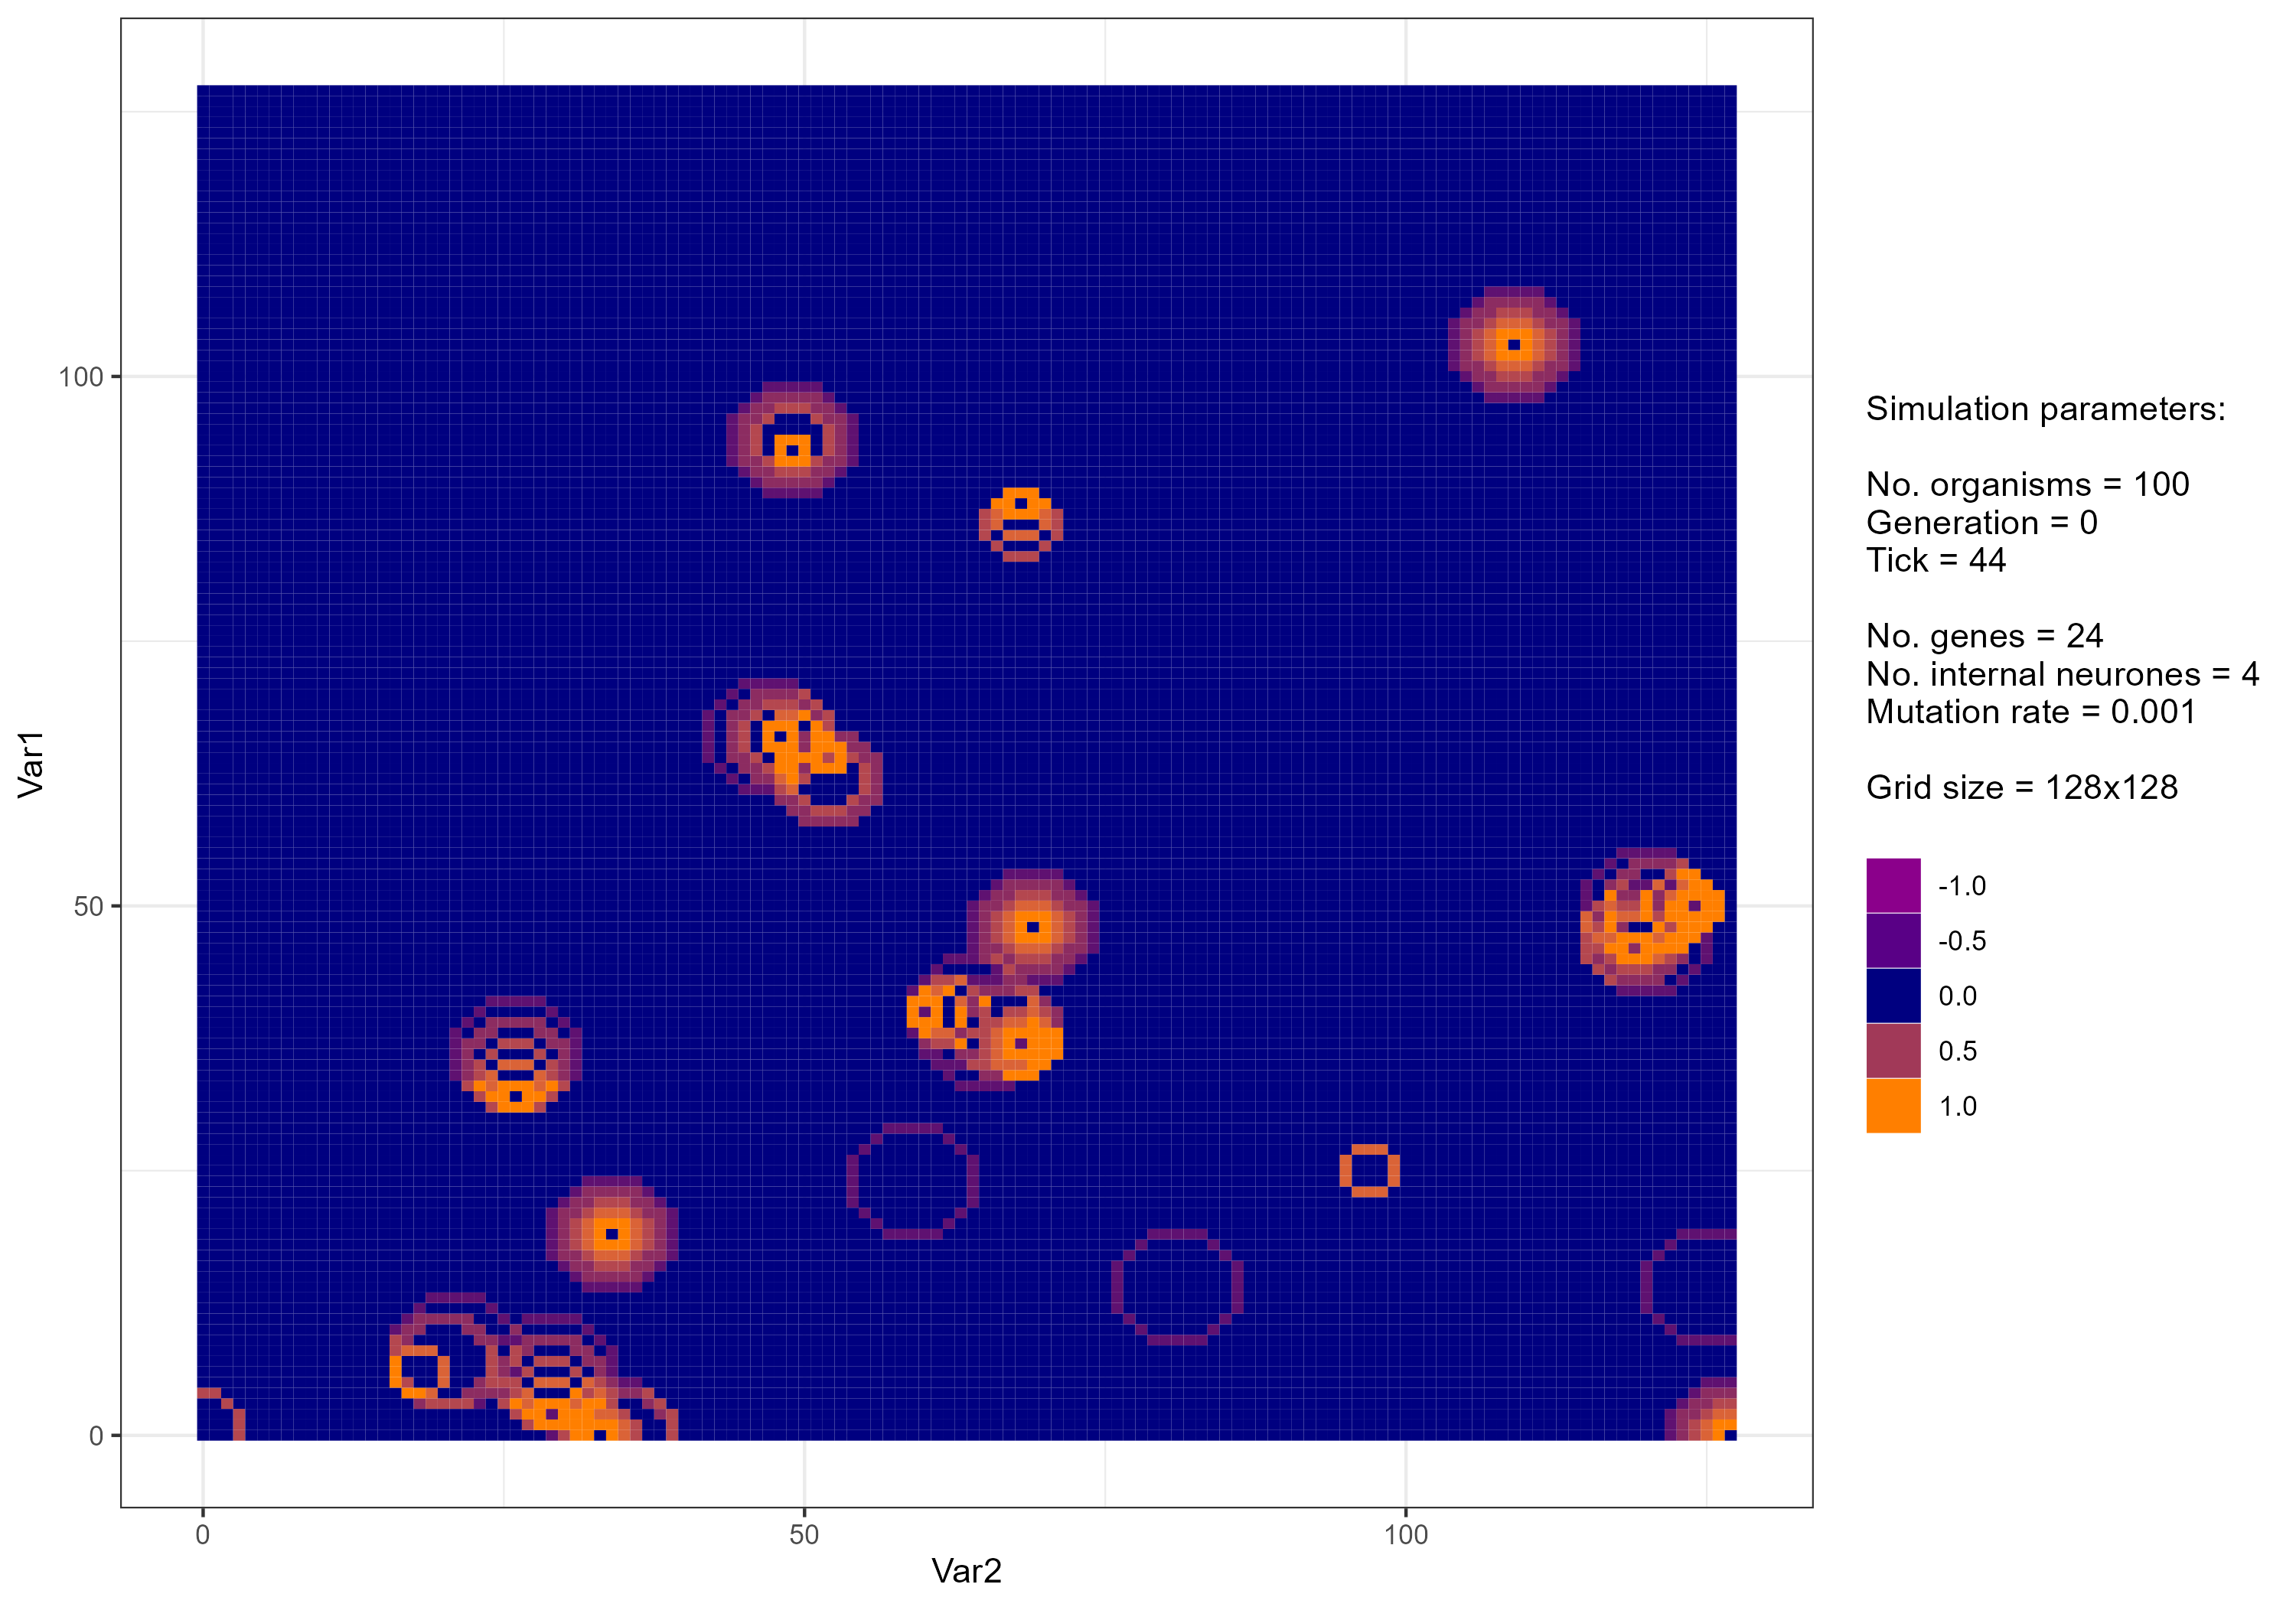 Var1
100
50
0
0
50
100
Var2
Simulation parameters:
No. organisms = 100
Generation = 0
Tick = 44
No. genes = 24
No. internal neurones = 4
Mutation rate = 0.001
Grid size = 128x128
-1.0
-0.5
0.0
0.5
1.0